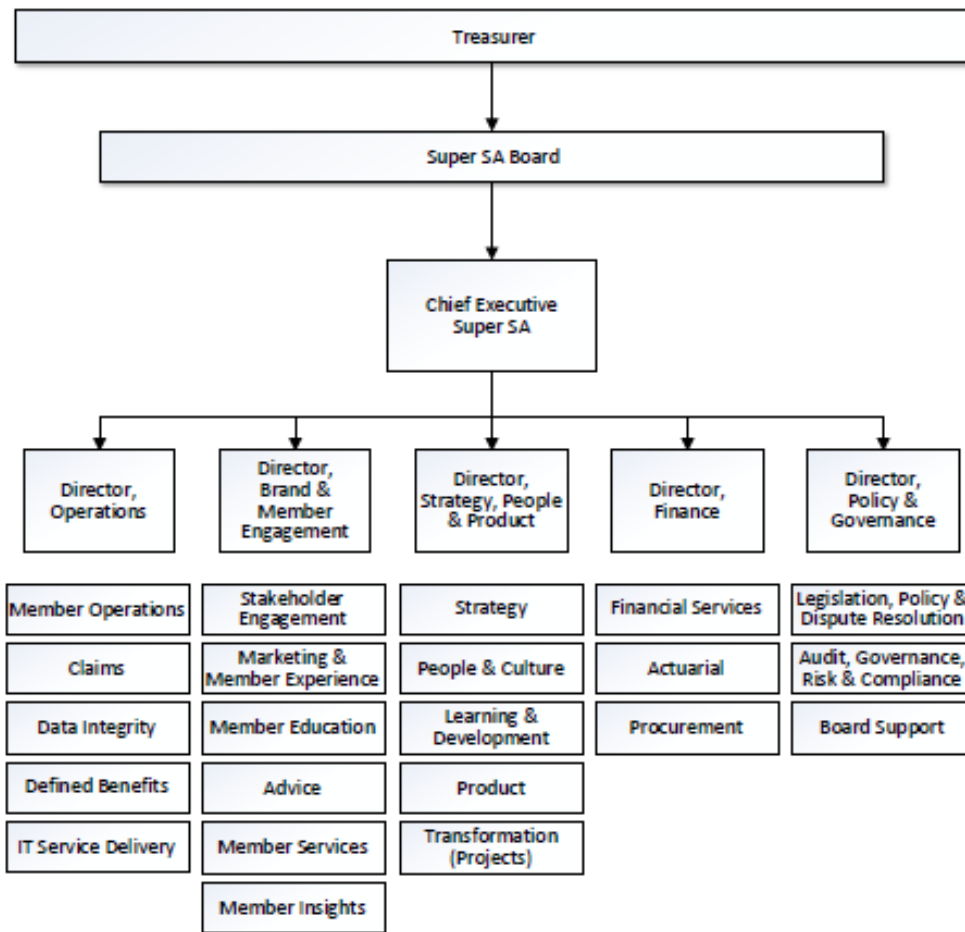 Treasurer
Super SA Board
Chief Executive
Super SA
Director,
Operations
Director,
Brand &
Member
Engagement
Director,
Strategy, People
& Product
Director,
Finance
Director,
Policy &
Governance
Member Operations
Claims
Data Integrity
Defined Benefits
IT Service Delivery
Stakeholder
Engagement
Marketing &
Member Experience
Member Education
Advice
Member Services
Member Insights
Strategy
People & Culture
Learning &
Development
Product
Transformation
(Projects)
Financial Services
Actuarial
Procurement
Legislation, Policy &
Dispute Resolution
Audit, Governance,
Risk & Compliance
Board Support